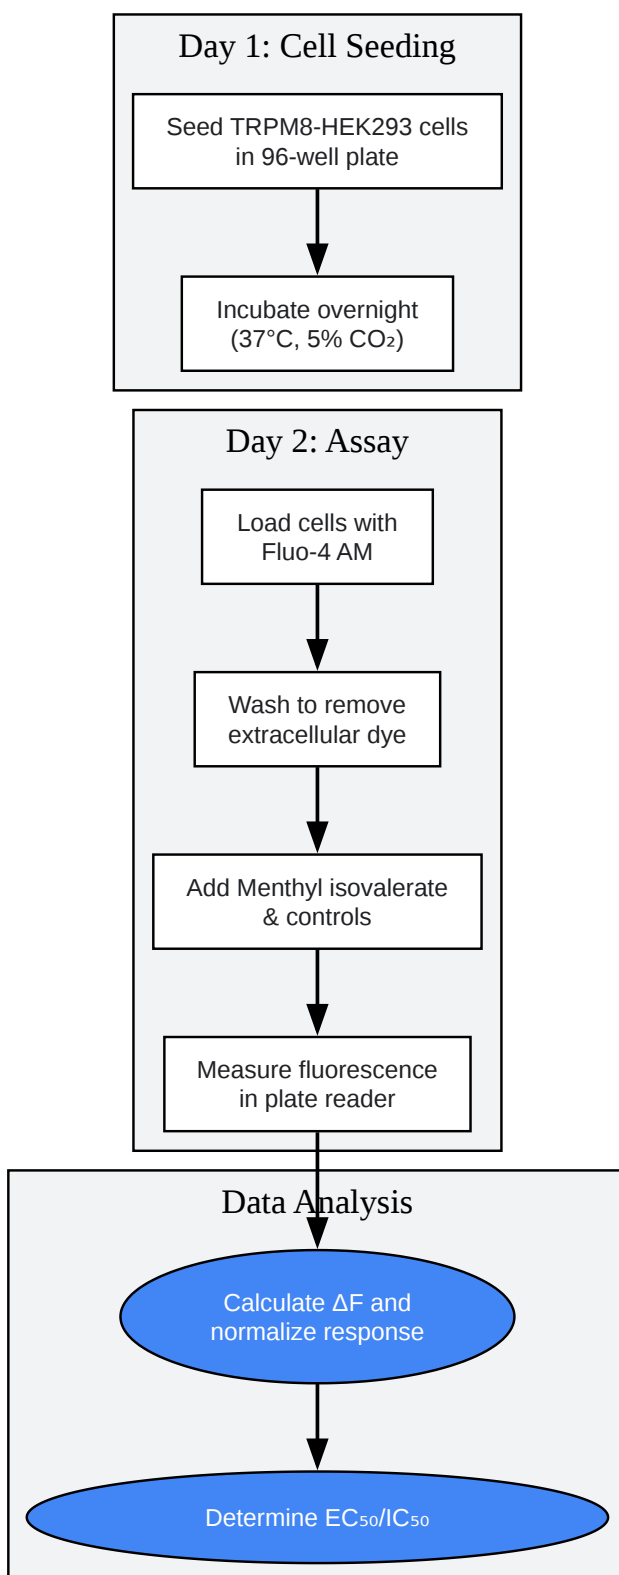 Day 1: Cell Seeding
Seed TRPM8-HEK293 cells
in 96-well plate
Incubate overnight
(37°C, 5% CO₂)
Day 2: Assay
Load cells with
Fluo-4 AM
Wash to remove
extracellular dye
Add Menthyl isovalerate
& controls
Measure fluorescence
in plate reader
Data Analysis
Calculate ΔF and
normalize response
Determine EC₅₀/IC₅₀